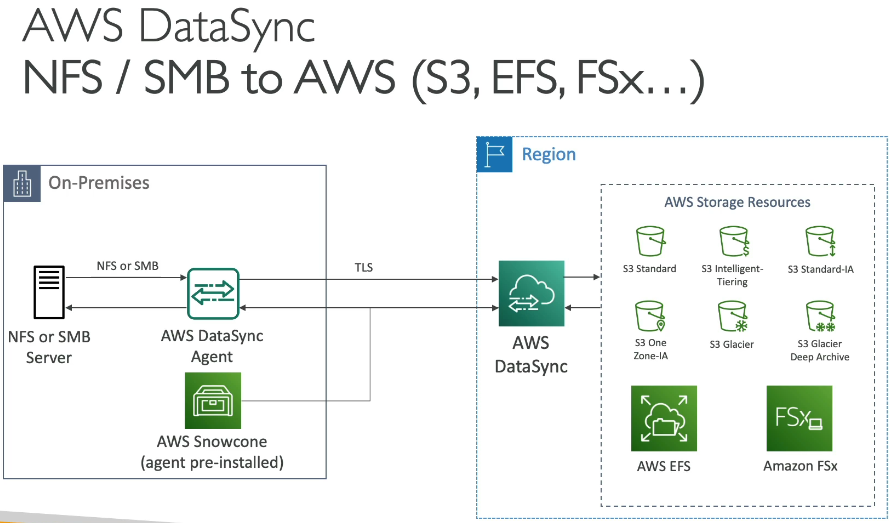 AWS DataSync
NFS / SMB to AWS (S3, EFS, FSx…)
On-Premises
NFS or SMB
NFS or SMB
Server
AWS DataSync
Agent
AWS Snowcone
(agent pre-installed)
TLS
Region
AWS
DataSync
AWS Storage Resources
S3 Standard
S3 Intelligent-
Tiering
S3 Standard-IA
S3 One
Zone-IA
S3 Glacier
S3 Glacier
Deep Archive
AWS EFS
FSx
Amazon FSx